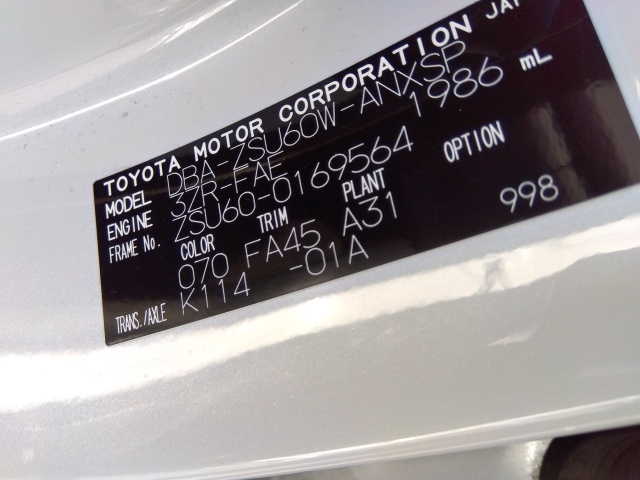 TOYOTA MOTOR CORPORATION JAP
MODEL DBA-ZSU60W-ANXSP
ENGINE 3ZR-FAE 1986 mL
FRAME No. ZSU60-0169564
COLOR TRIM PLANT OPTION
070 FA45 A31 998
TRANS./AXLE K114 -01A